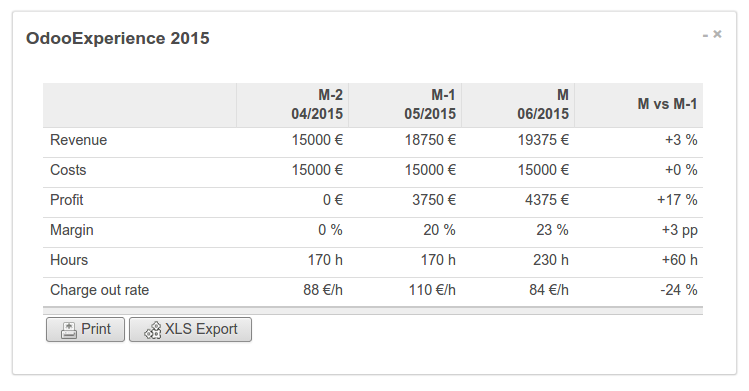 OdooExperience 2015
M-2 M-1 M M vs M-1
04/2015 05/2015 06/2015
Revenue 15000 € 18750 € 19375 € +3 %
Costs 15000 € 15000 € 15000 € +0 %
Profit 0 € 3750 € 4375 € +17 %
Margin 0 % 20 % 23 % +3 pp
Hours 170 h 170 h 230 h +60 h
Charge out rate 88 €/h 110 €/h 84 €/h -24 %
Print XLS Export